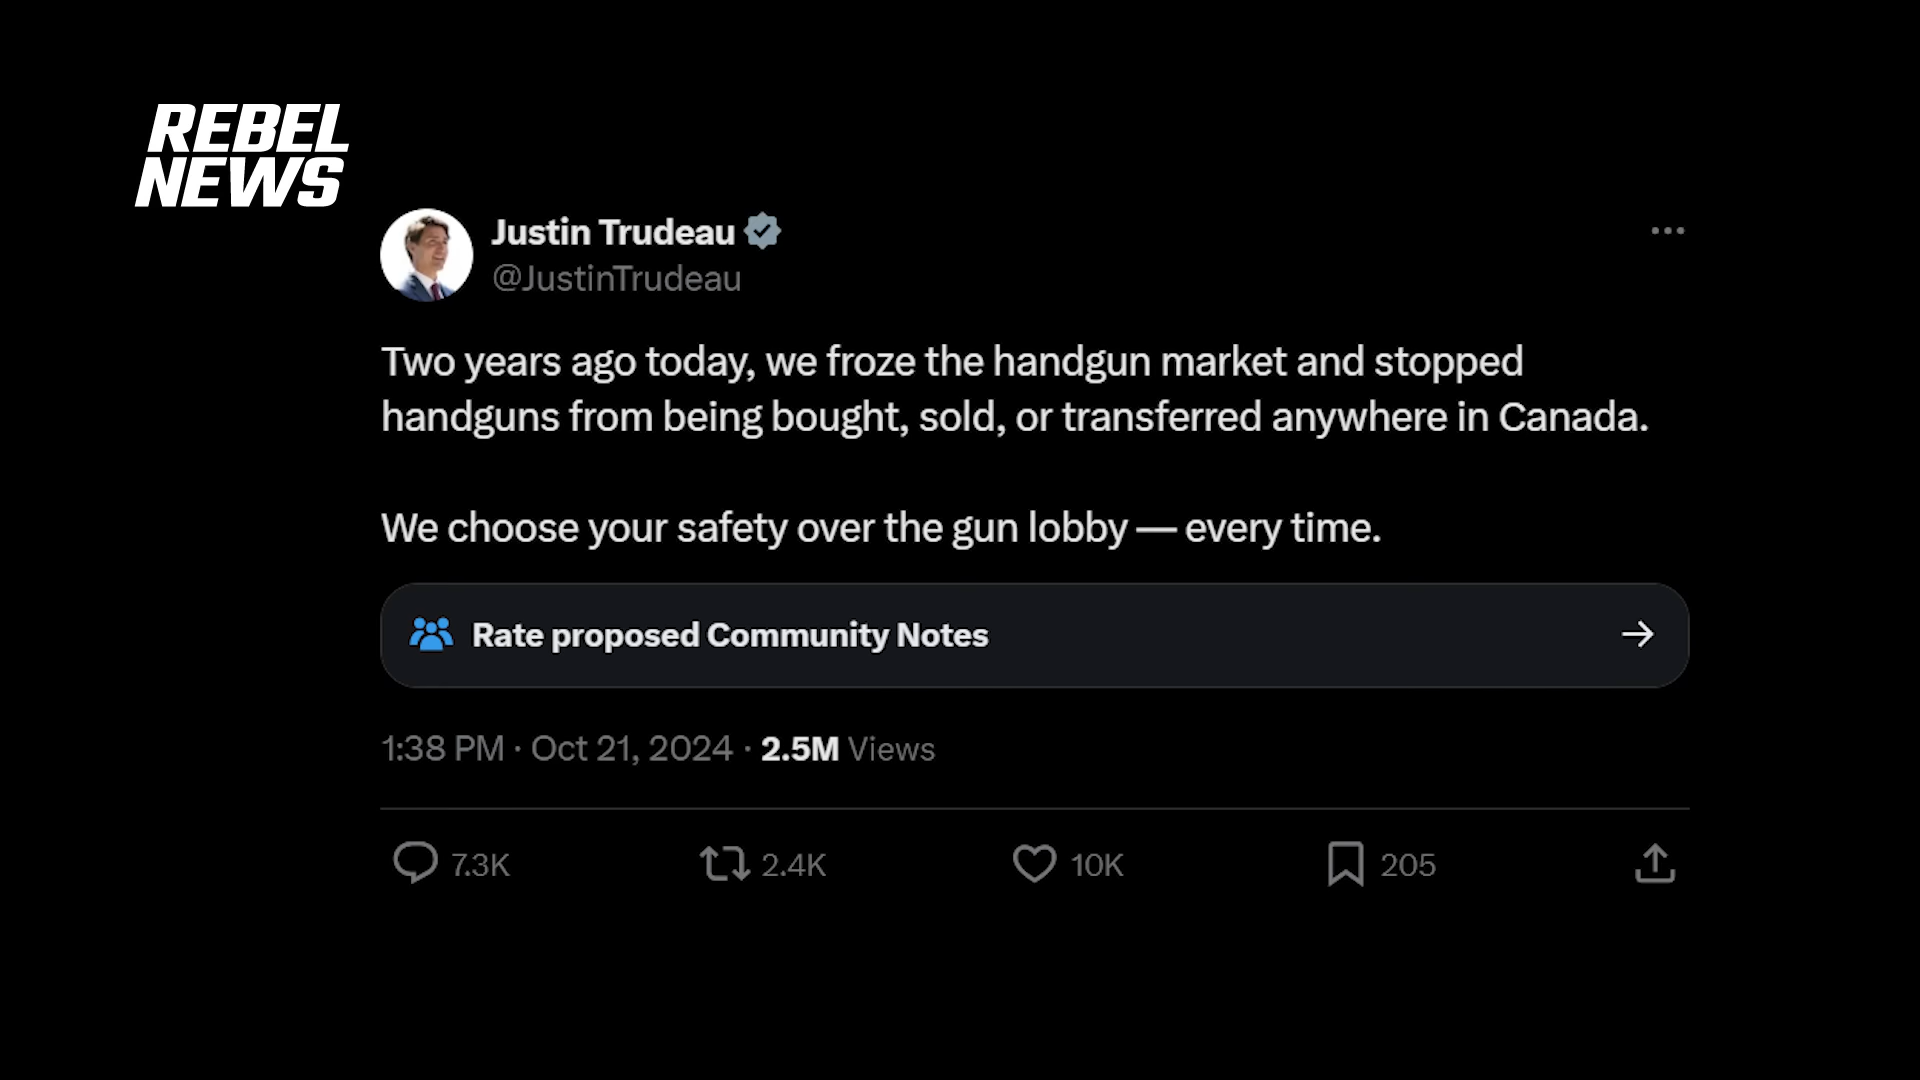 REBEL
NEWS
Justin Trudeau
@JustinTrudeau
Two years ago today, we froze the handgun market and stopped
handguns from being bought, sold, or transferred anywhere in Canada.
We choose your safety over the gun lobby — every time.
Rate proposed Community Notes
1:38 PM · Oct 21, 2024 · 2.5M Views
7.3K 2.4K 10K 205